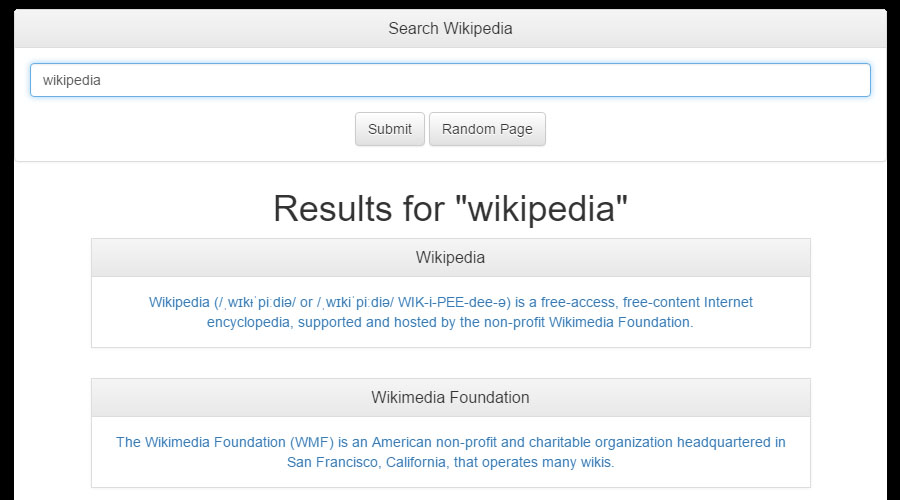 Search Wikipedia
wikipedia
Submit Random Page
Results for "wikipedia"
Wikipedia
Wikipedia (/ˌwɪkɨˈpiːdiə/ or /ˌwɪkiˈpiːdiə/ WIK-i-PEE-dee-ə) is a free-access, free-content Internet
encyclopedia, supported and hosted by the non-profit Wikimedia Foundation.
Wikimedia Foundation
The Wikimedia Foundation (WMF) is an American non-profit and charitable organization headquartered in
San Francisco, California, that operates many wikis.